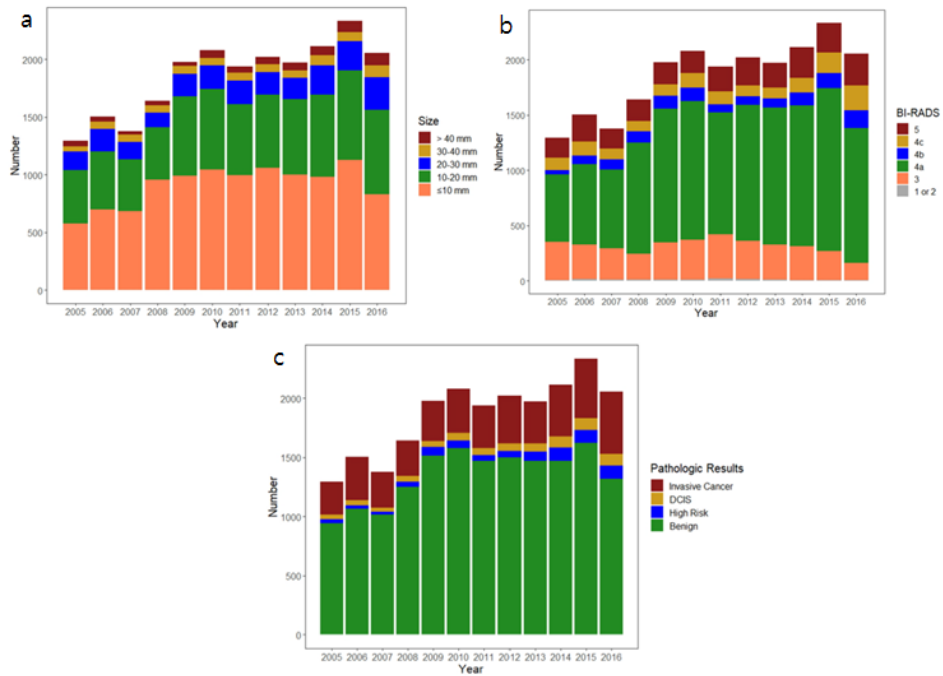 a
Number
2000
1500
1000
500
0
2005 2006 2007 2008 2009 2010 2011 2012 2013 2014 2015 2016
Year
Size
> 40 mm
30-40 mm
20-30 mm
10-20 mm
≤10 mm
b
Number
2000
1500
1000
500
0
2005 2006 2007 2008 2009 2010 2011 2012 2013 2014 2015 2016
Year
BI-RADS
5
4c
4b
4a
3
1 or 2
c
Number
2000
1500
1000
500
0
2005 2006 2007 2008 2009 2010 2011 2012 2013 2014 2015 2016
Year
Pathologic Results
Invasive Cancer
DCIS
High Risk
Benign